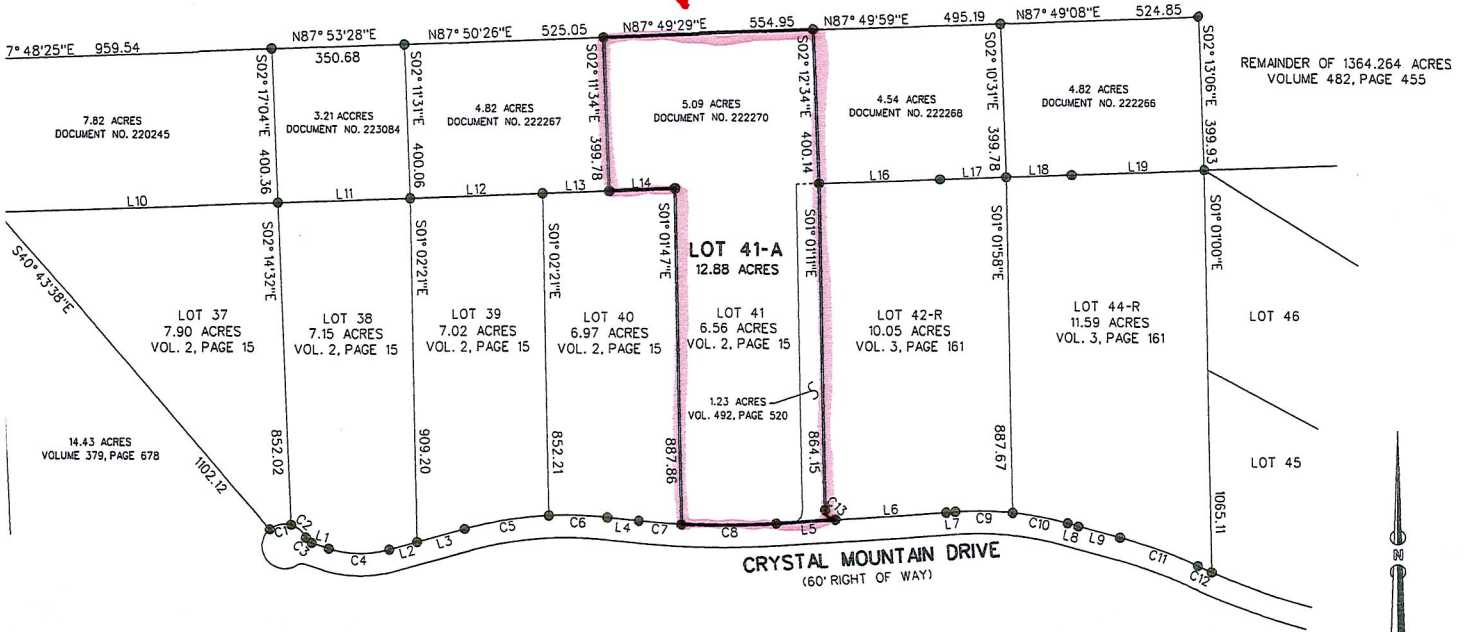 7°48'25"E 959.54
N87°53'28"E
350.68
N87°50'26"E 525.05
N87°49'29"E 554.95
N87°49'59"E 495.19
N87°49'08"E 524.85
S02°17'04"E 400.36
S02°11'31"E 400.06
S02°11'34"E 399.78
S02°12'34"E 400.14
S02°10'31"E 399.78
S02°13'06"E 399.93
REMAINDER OF 1364.264 ACRES
VOLUME 482, PAGE 455
7.82 ACRES
DOCUMENT NO. 220245
3.21 ACCRES
DOCUMENT NO. 223084
4.82 ACRES
DOCUMENT NO. 222267
5.09 ACRES
DOCUMENT NO. 222270
4.54 ACRES
DOCUMENT NO. 222268
4.82 ACRES
DOCUMENT NO. 222266
L10
L11
L12
L13
L14
L16
L17
L18
L19
S40°43'38"E
1102.12
S02°14'32"E
852.02
S01°02'21"E
909.20
S01°02'21"E
852.21
S01°01'47"E
887.86
S01°01'11"E
864.15
S01°01'58"E
887.67
S01°01'00"E
1065.11
LOT 41-A
12.88 ACRES
LOT 37
7.90 ACRES
VOL. 2, PAGE 15
LOT 38
7.15 ACRES
VOL. 2, PAGE 15
LOT 39
7.02 ACRES
VOL. 2, PAGE 15
LOT 40
6.97 ACRES
VOL. 2, PAGE 15
LOT 41
6.56 ACRES
VOL. 2, PAGE 15
LOT 42-R
10.05 ACRES
VOL. 3, PAGE 161
LOT 44-R
11.59 ACRES
VOL. 3, PAGE 161
LOT 46
1.23 ACRES
VOL. 492, PAGE 520
14.43 ACRES
VOLUME 379, PAGE 678
LOT 45
C1
C2
C3
L1
C4
L2
L3
C5
C6
L4
C7
C8
L5
C13
L6
L7
C9
C10
L8
L9
C11
C12
CRYSTAL MOUNTAIN DRIVE
(60' RIGHT OF WAY)
N